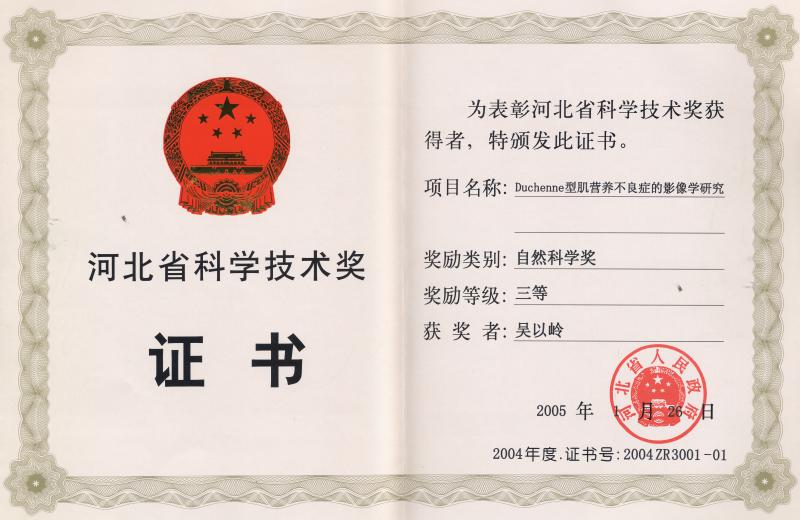 河北省科学技术奖
证书
为表彰河北省科学技术奖获
得者，特颁发此证书。
项目名称：Duchenne型肌营养不良症的影像学研究
奖励类别：自然科学奖
奖励等级：三等
获奖者：吴以岭
河北省人民政府
2005 年 1 月 26 日
2004年度.证书号:2004ZR3001-01